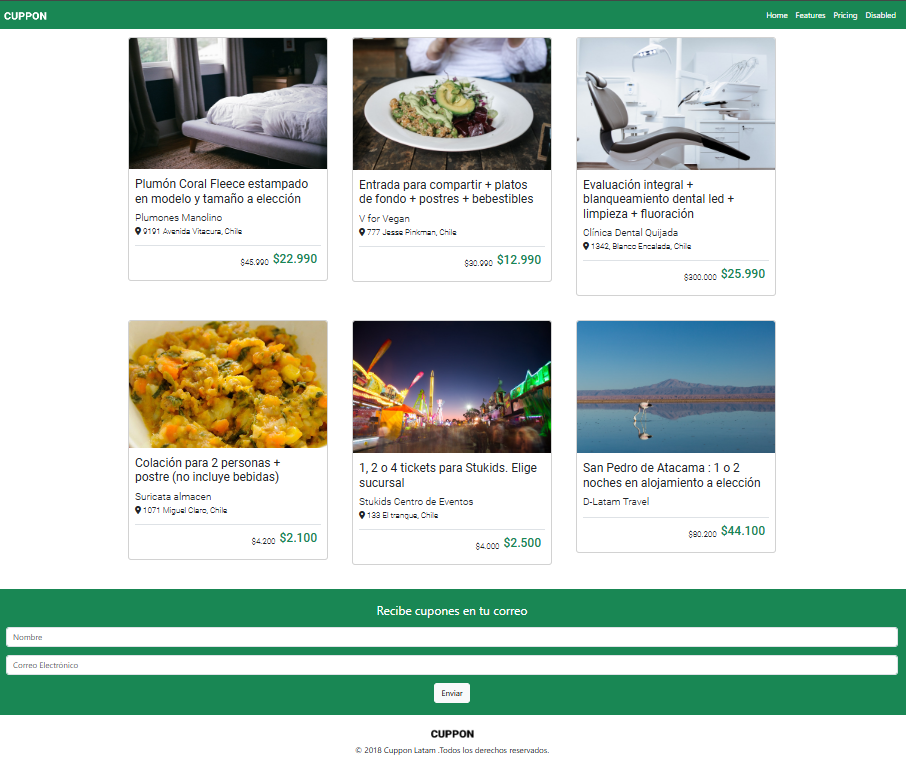 CUPPON
Home Features Pricing Disabled
Plumón Coral Fleece estampado
en modelo y tamaño a elección
Plumones Manolino
9191 Avenida Vitacura, Chile
$45.990 $22.990
Entrada para compartir + platos
de fondo + postres + bebestibles
V for Vegan
777 Jesse Pinkman, Chile
$30.990 $12.990
Evaluación integral +
blanqueamiento dental led +
limpieza + fluoración
Clínica Dental Quijada
1342, Blanco Encalada, Chile
$300.000 $25.990
Colación para 2 personas +
postre (no incluye bebidas)
Suricata almacen
1071 Miguel Claro, Chile
$4.200 $2.100
1, 2 o 4 tickets para Stukids. Elige
sucursal
Stukids Centro de Eventos
133 El tranque, Chile
$4.000 $2.500
San Pedro de Atacama : 1 o 2
noches en alojamiento a elección
D-Latam Travel
$44.100
Recibe cupones en tu correo
Nombre
Correo Electrónico
Enviar
CUPPON
© 2018 Cuppon Latam .Todos los derechos reservados.